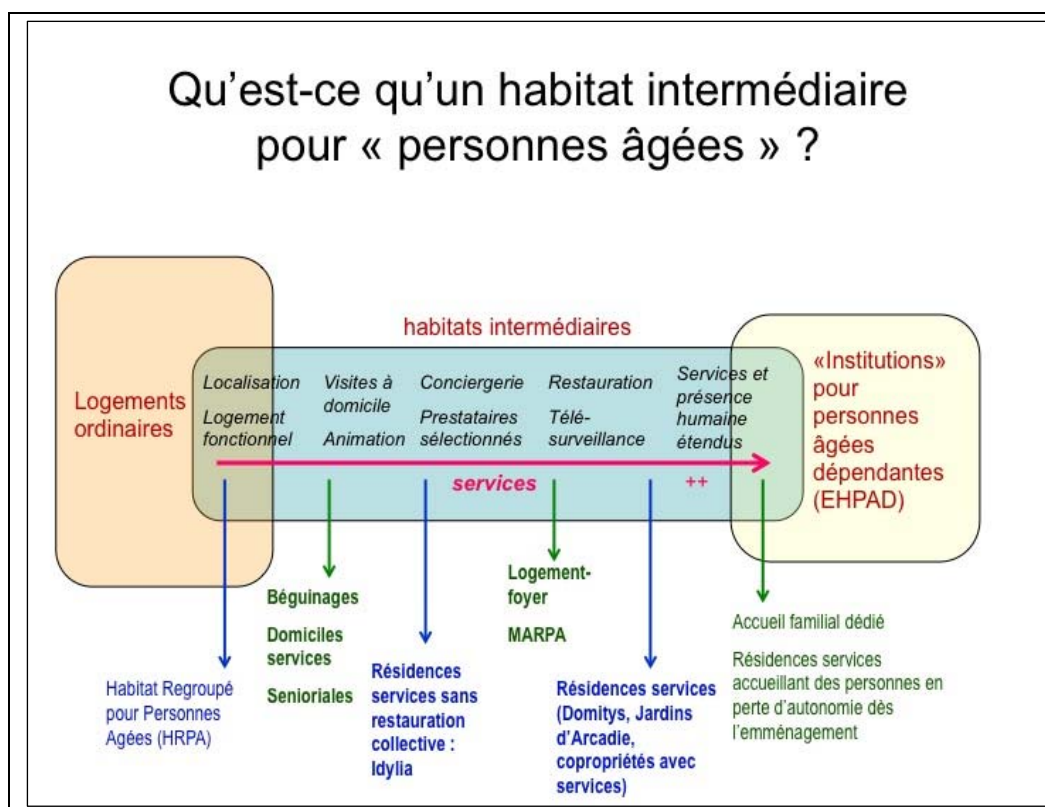 Qu’est-ce qu’un habitat intermédiaire
pour « personnes âgées » ?
habitats intermédiaires
Logements
ordinaires
Localisation
Logement
fonctionnel
Visites à
domicile
Animation
Conciergerie
Prestataires
sélectionnés
Restauration
Télé-
surveillance
Services et
présence
humaine
étendus
services
++
«Institutions»
pour
personnes
âgées
dépendantes
(EHPAD)
Habitat Regroupé
pour Personnes
Agées (HRPA)
Béguinages
Domiciles
services
Senioriales
Résidences
services sans
restauration
collective :
Idylia
Logement-
foyer
MARPA
Résidences services
(Domitys, Jardins
d’Arcadie,
copropriétés avec
services)
Accueil familial dédié
Résidences services
accueillant des personnes en
perte d’autonomie dès
l’emménagement